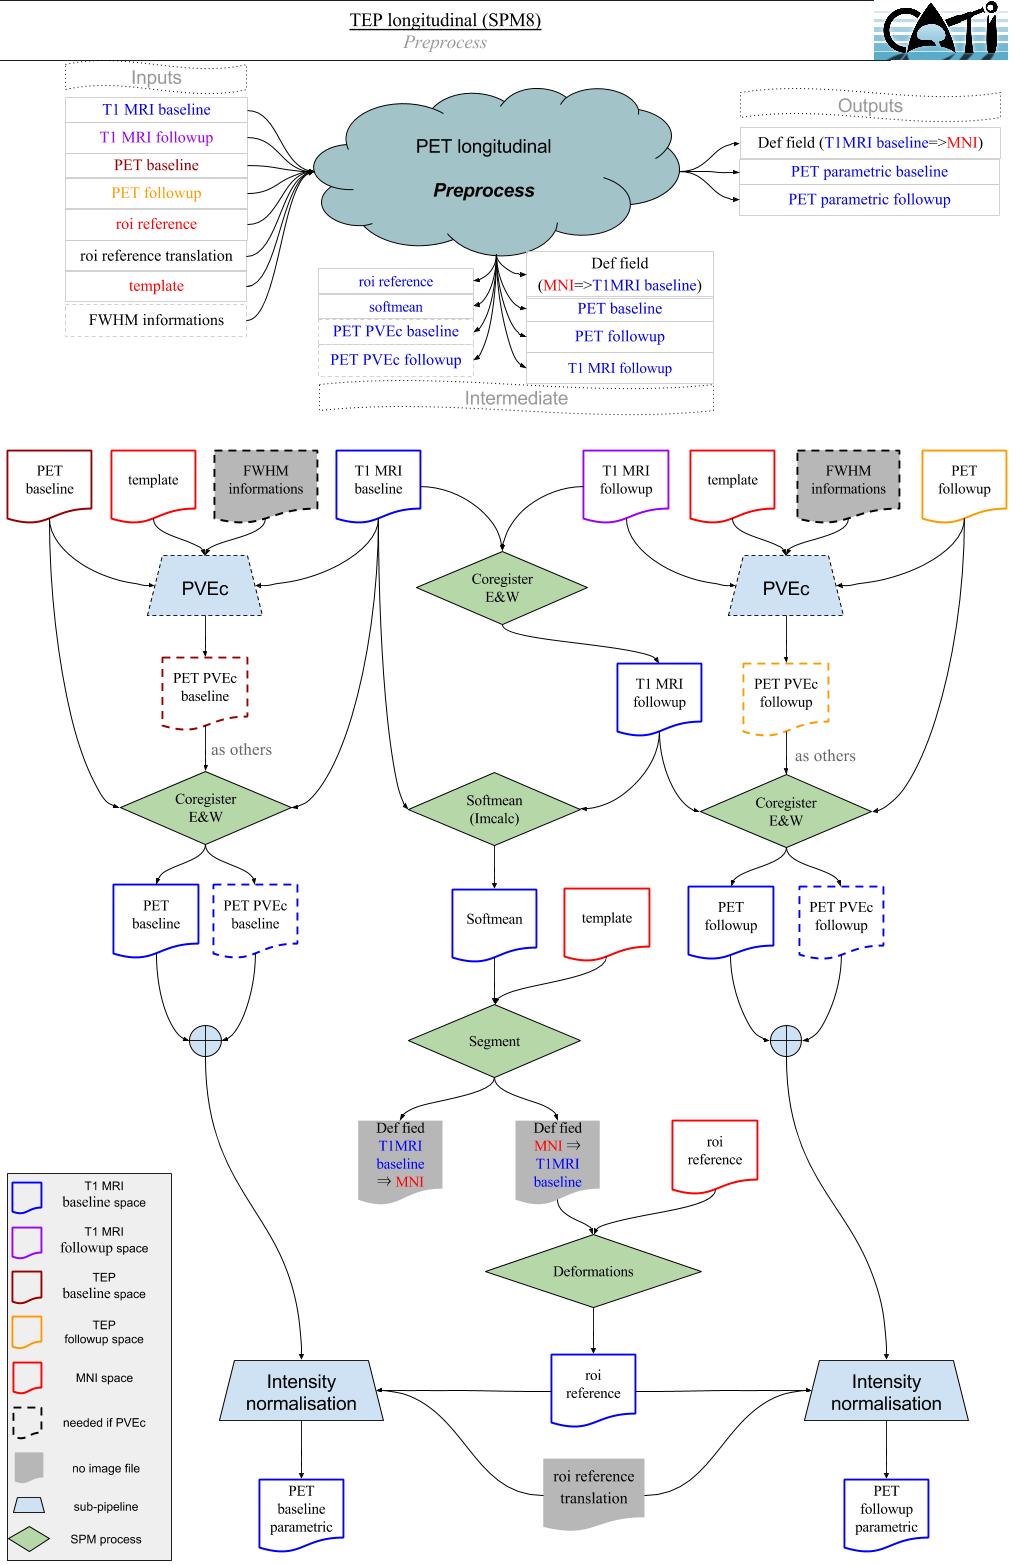 TEP longitudinal (SPM8)
Preprocess
CATI
Inputs
T1 MRI baseline
T1 MRI followup
PET baseline
PET followup
roi reference
roi reference translation
template
FWHM informations
PET longitudinal
Preprocess
Outputs
Def field (T1MRI baseline=>MNI)
PET parametric baseline
PET parametric followup
roi reference
softmean
PET PVEc baseline
PET PVEc followup
Def field
(MNI=>T1MRI baseline)
PET baseline
PET followup
T1 MRI followup
Intermediate
PET
baseline
template
FWHM
informations
T1 MRI
baseline
T1 MRI
followup
template
FWHM
informations
PET
followup
PVEc
Coregister
E&W
PVEc
PET PVEc
baseline
T1 MRI
followup
PET PVEc
followup
as others
as others
Coregister
E&W
Softmean
(Imcalc)
Coregister
E&W
PET
baseline
PET PVEc
baseline
Softmean
template
PET
followup
PET PVEc
followup
Segment
Def fied
T1MRI
baseline
⇒ MNI
Def fied
MNI ⇒
T1MRI
baseline
roi
reference
Deformations
roi
reference
Intensity
normalisation
Intensity
normalisation
roi reference
translation
PET
baseline
parametric
PET
followup
parametric
T1 MRI
baseline space
T1 MRI
followup space
TEP
baseline space
TEP
followup space
MNI space
needed if PVEc
no image file
sub-pipeline
SPM process